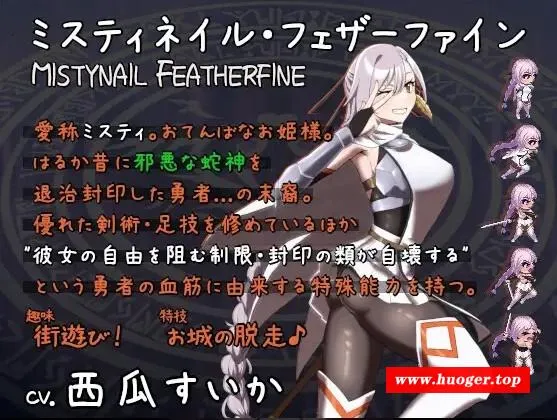 ミスティネイル・フェザーファイン
MISTYNAIL FEATHERFINE
愛称ミスティ。おてんばなお姫様。
はるか昔に邪悪な蛇神を
退治封印した勇者...の末裔。
優れた剣術・足技を修めているほか
"彼女の自由を阻む制限・封印の類が自壊する"
という勇者の血筋に由来する特殊能力を持つ。
趣味 特技
街遊び! お城の脱走♪
CV. 西瓜すいか
www.huoger.top